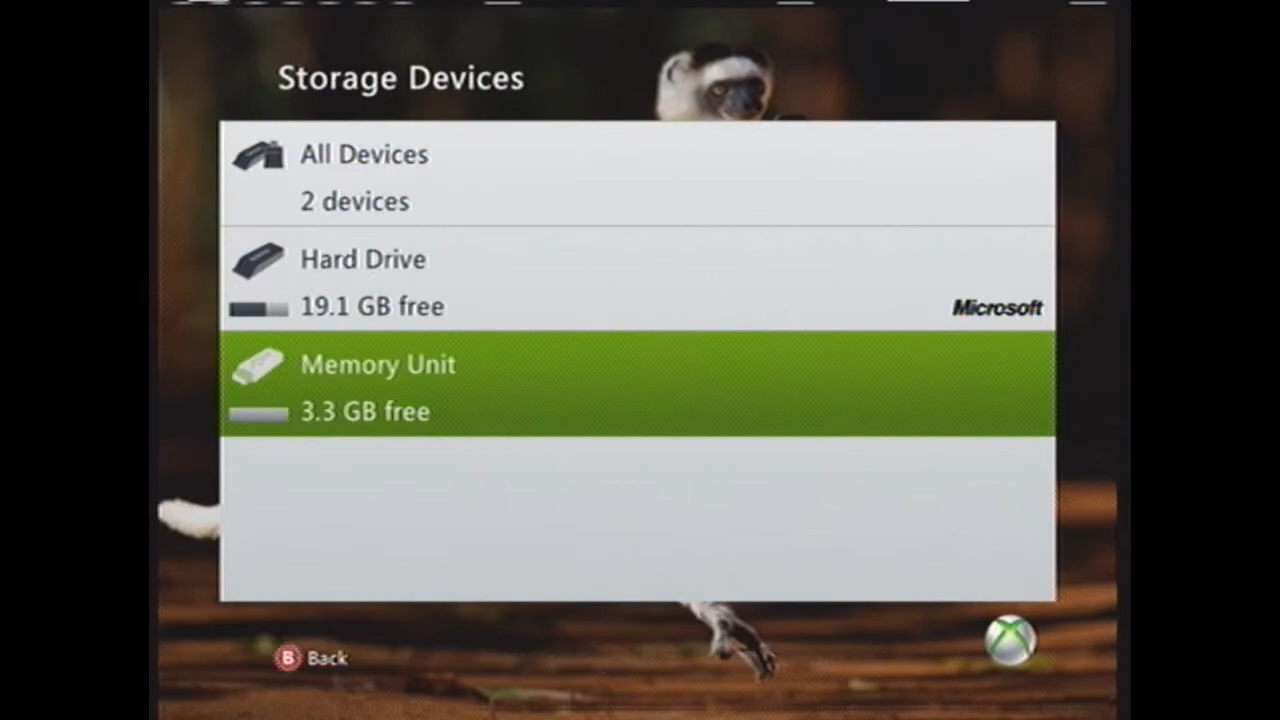 Storage Devices
All Devices
2 devices
Hard Drive
19.1 GB free
Microsoft
Memory Unit
3.3 GB free
B Back